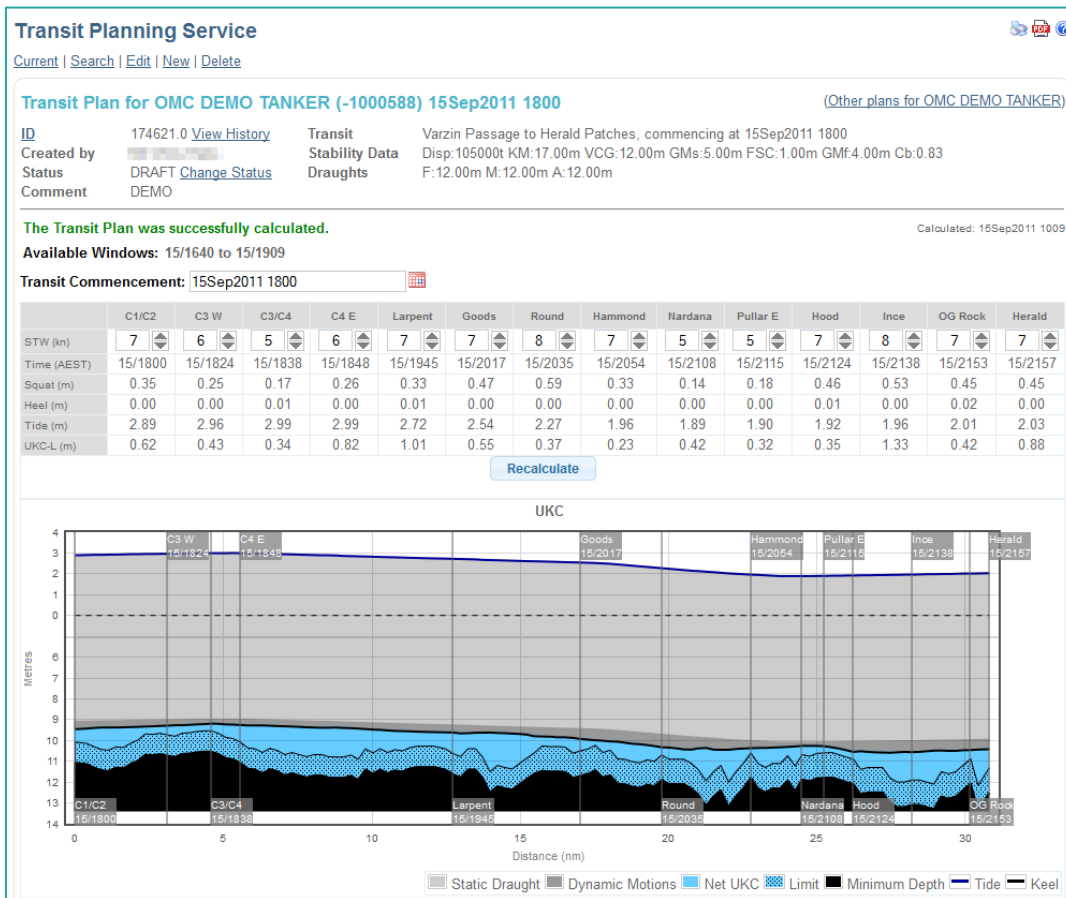 Transit Planning Service
PDF
Current | Search | Edit | New | Delete
Transit Plan for OMC DEMO TANKER (-1000588) 15Sep2011 1800 (Other plans for OMC DEMO TANKER)
ID 174621.0 View History Transit Varzin Passage to Herald Patches, commencing at 15Sep2011 1800
Created by Stability Data Disp:105000t KM:17.00m VCG:12.00m GMs:5.00m FSC:1.00m GMf:4.00m Cb:0.83
Status DRAFT Change Status Draughts F:12.00m M:12.00m A:12.00m
Comment DEMO
The Transit Plan was successfully calculated. Calculated: 15Sep2011 1009
Available Windows: 15/1640 to 15/1909
Transit Commencement: 15Sep2011 1800
C1/C2 C3 W C3/C4 C4 E Larpent Goods Round Hammond Nardana Pullar E Hood Ince OG Rock Herald
STW (kn) 7 6 5 6 7 7 8 7 5 5 7 8 7 7
Time (AEST) 15/1800 15/1824 15/1838 15/1848 15/1945 15/2017 15/2035 15/2054 15/2108 15/2115 15/2124 15/2138 15/2153 15/2157
Squat (m) 0.35 0.25 0.17 0.26 0.33 0.47 0.59 0.33 0.14 0.18 0.46 0.53 0.45 0.45
Heel (m) 0.00 0.00 0.01 0.00 0.01 0.00 0.00 0.00 0.00 0.00 0.01 0.00 0.02 0.00
Tide (m) 2.89 2.96 2.99 2.99 2.72 2.54 2.27 1.96 1.89 1.90 1.92 1.96 2.01 2.03
UKC-L (m) 0.62 0.43 0.34 0.82 1.01 0.55 0.37 0.23 0.42 0.32 0.35 1.33 0.42 0.88
Recalculate
UKC
4
3
2
1
0
6
7
8
9
10
11
12
13
14
Metres
C3 W C4 E Goods Hammond Pullar E Ince Herald
15/1824 15/1848 15/2017 15/2054 15/2115 15/2138 15/2157
C1/C2 C3/C4 Larpent Round Nardana Hood OG Rock
15/1800 15/1838 15/1945 15/2035 15/2108 15/2124 15/2153
0 5 10 15 20 25 30
Distance (nm)
Static Draught Dynamic Motions Net UKC Limit Minimum Depth Tide Keel